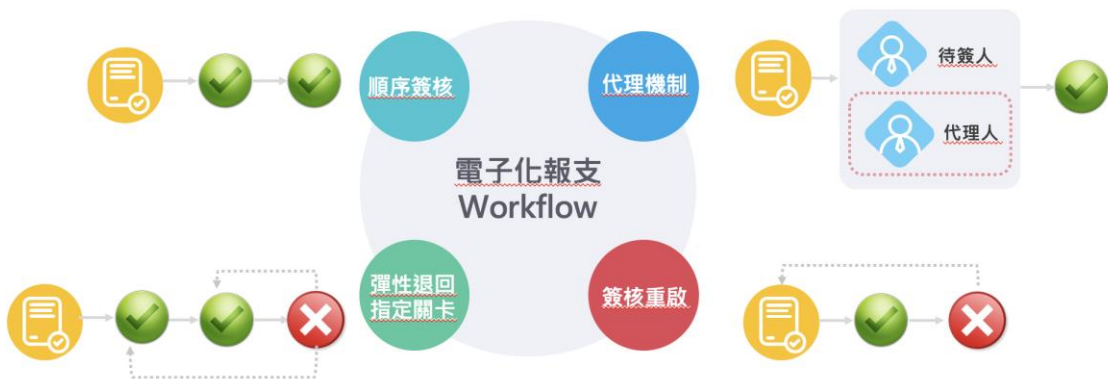 順序簽核
代理機制
待簽人
代理人
電子化報支
Workflow
彈性退回
指定關卡
簽核重啟